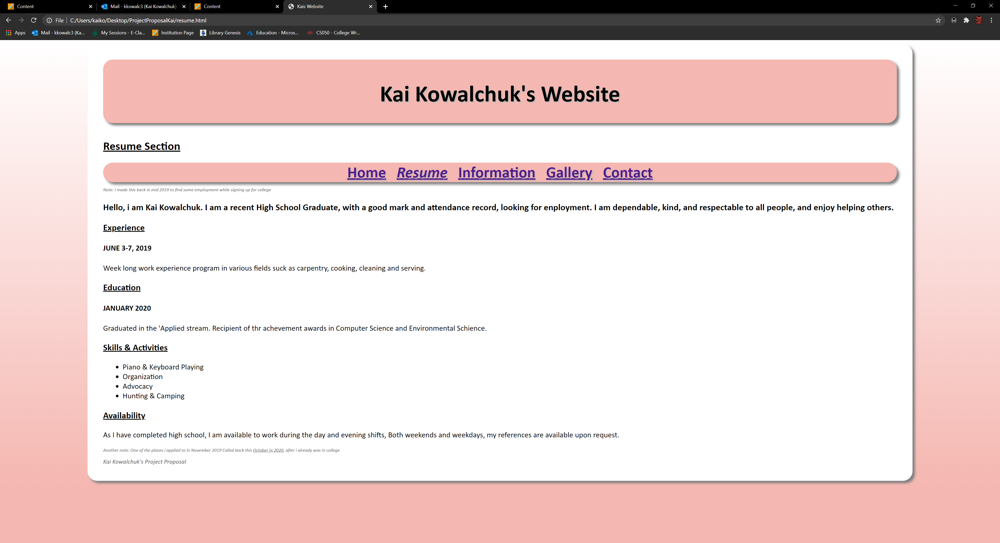 Content
Mail - kkowalc3 (Kai Kowalchuk)
Content
Kais Website
File
C:/Users/kaiko/Desktop/ProjectProposalKai/resume.html
Apps
Mail - kkowalc3 (Ka...
My Sessions - E-Cla...
Institution Page
Library Genesis
Education - Micros...
CS050 - College Wr...
Kai Kowalchuk's Website
Resume Section
Home Resume Information Gallery Contact
Note: I made this back in mid 2019 to find some employment while signing up for college
Hello, i am Kai Kowalchuk. I am a recent High School Graduate, with a good mark and attendance record, looking for enployment. I am dependable, kind, and respectable to all people, and enjoy helping others.
Experience
JUNE 3-7, 2019
Week long work experience program in various fields suck as carpentry, cooking, cleaning and serving.
Education
JANUARY 2020
Graduated in the 'Applied stream. Recipient of thr achevement awards in Computer Science and Environmental Schience.
Skills & Activities
Piano & Keyboard Playing
Organization
Advocacy
Hunting & Camping
Availability
As I have completed high school, I am available to work during the day and evening shifts, Both weekends and weekdays, my references are available upon request.
Another note: One of the places i applied to in November 2019 Called back this October in 2020, after i already was in college
Kai Kowalchuk's Project Proposal